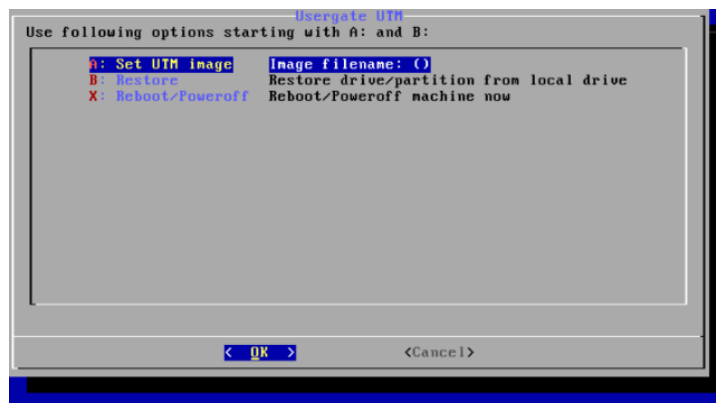 Usergate UTM
Use following options starting with A: and B:
A: Set UTM image Image filename: ()
B: Restore Restore drive/partition from local drive
X: Reboot/Poweroff Reboot/Poweroff machine now
< OK > <Cancel>